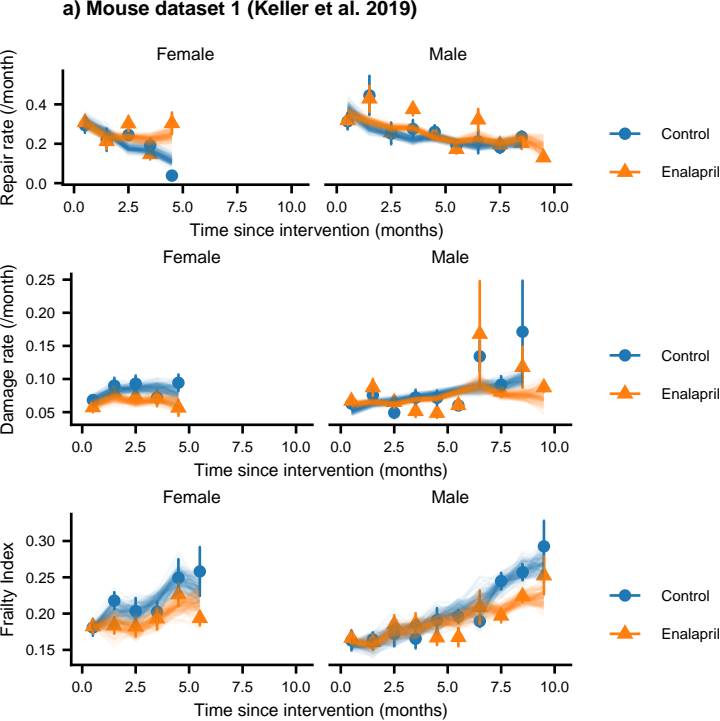 a) Mouse dataset 1 (Keller et al. 2019)
Female
Male
Repair rate (/month)
0.4
0.2
0.0
0.0 2.5 5.0 7.5 10.0
0.0 2.5 5.0 7.5 10.0
Time since intervention (months)
Control
Enalapril
Female
Male
Damage rate (/month)
0.25
0.20
0.15
0.10
0.05
0.0 2.5 5.0 7.5 10.0
0.0 2.5 5.0 7.5 10.0
Time since intervention (months)
Control
Enalapril
Female
Male
Frailty Index
0.30
0.25
0.20
0.15
0.0 2.5 5.0 7.5 10.0
0.0 2.5 5.0 7.5 10.0
Time since intervention (months)
Control
Enalapril